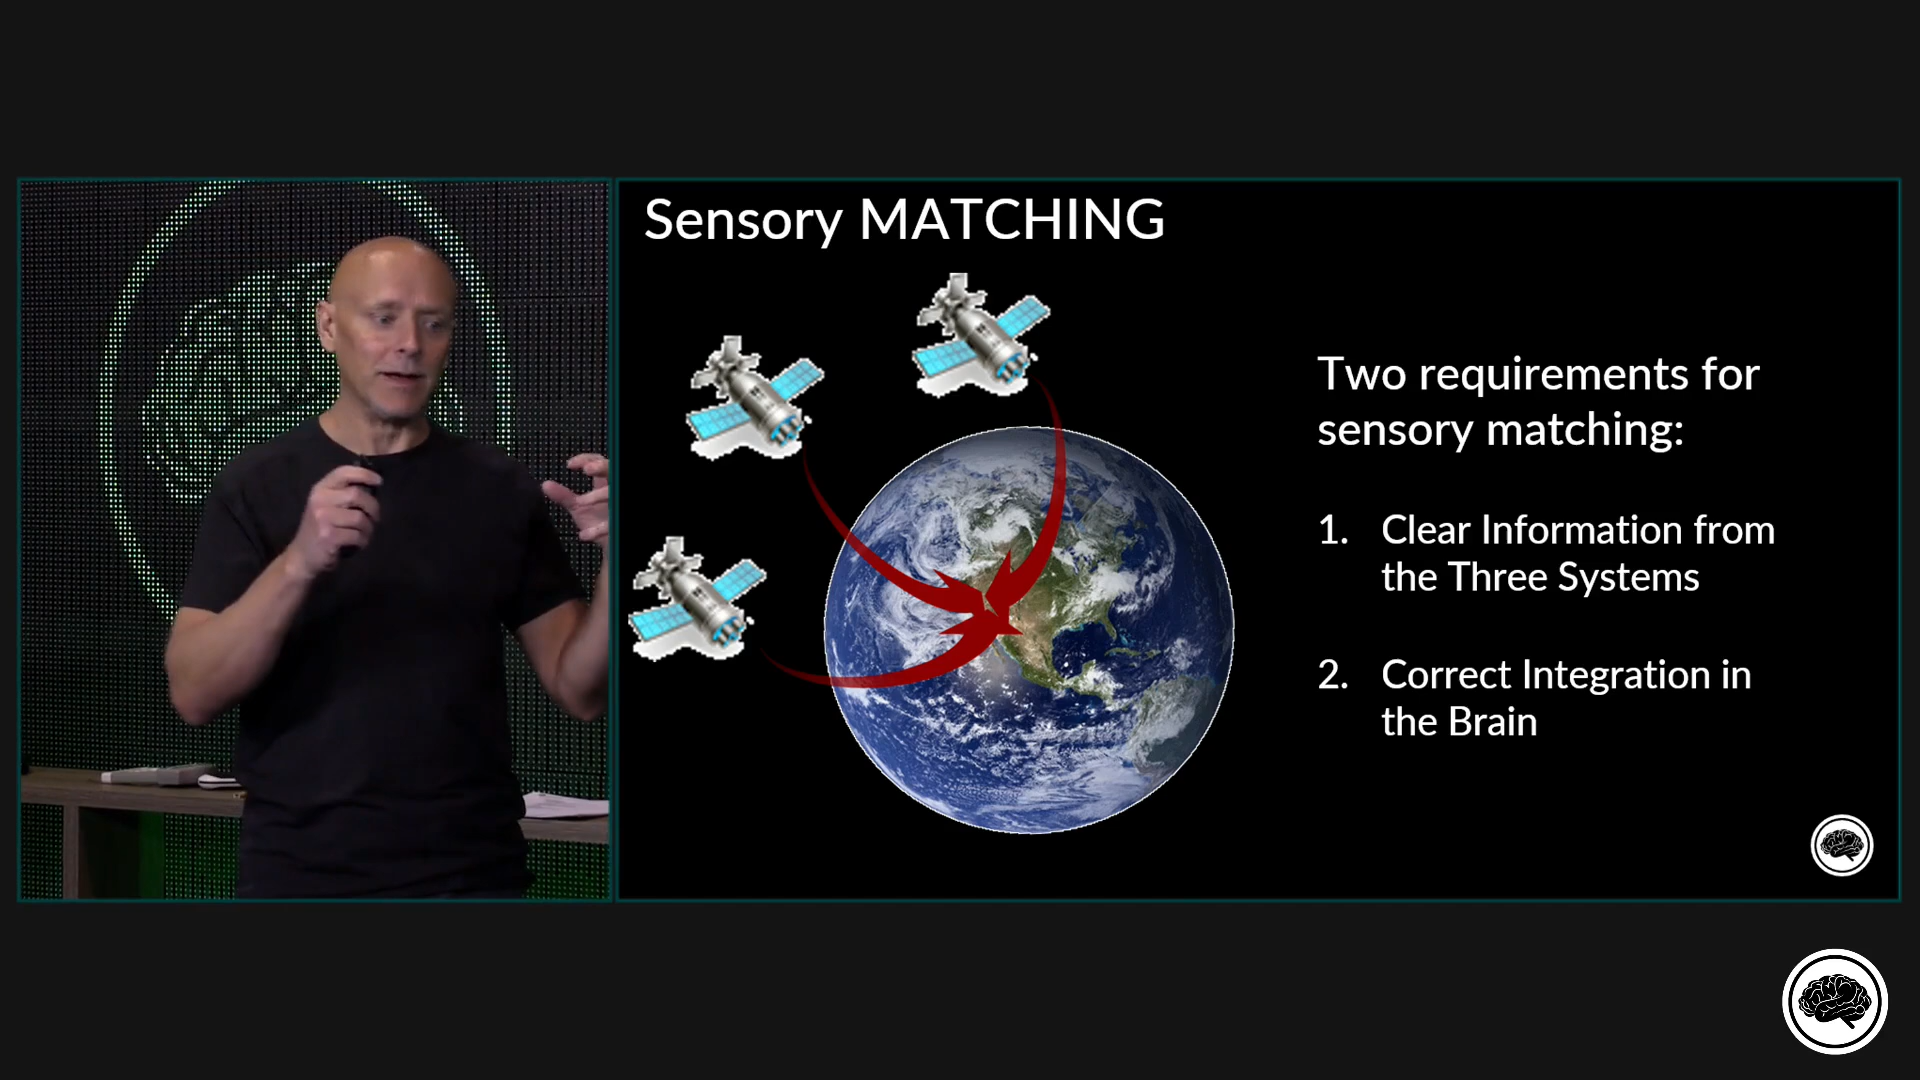 Sensory MATCHING
Two requirements for
sensory matching:
1. Clear Information from
the Three Systems
2. Correct Integration in
the Brain